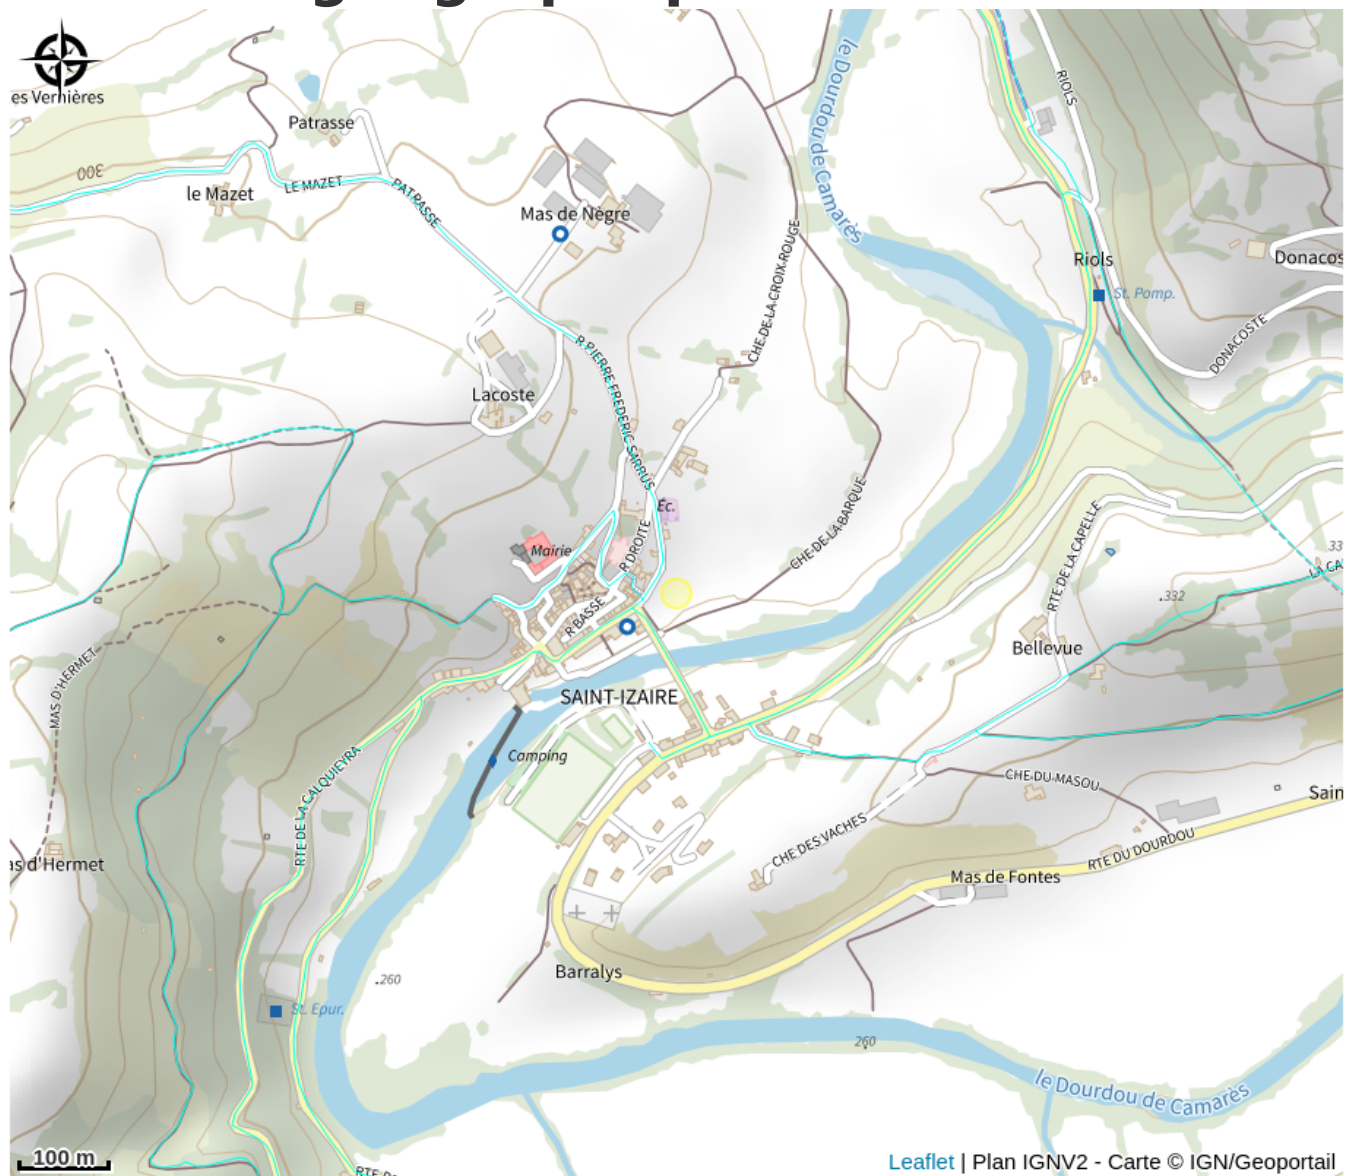 le Dourdou de Camarès
RIOLS
es Vernières
Patrasse
300
le Mazet
LE MAZET
PATRASSE
Mas de Nègre
CHE-DE-LA-CROIX-ROUGE
Riols
Donacos
St. Pomp.
DONACOSTE
R PIERRE FREDERIC SARRUS
Lacoste
Éc.
CHE-DE-LA-BARQUE
RTE-DE-LA-CAPELLE
R DROITE
Mairie
33
LA CA
.332
R BASSE
MAS-D'HERMET
Bellevue
SAINT-IZAIRE
Camping
RTE-DE-LA-CALQUIEYRA
CHE-DU-MASOU
Sain
CHE-DES-VACHES
RTE DU DOURDOU
as d'Hermet
Mas de Fontes
Barralys
.260
St. Epur.
260
le Dourdou de Camarès
100 m
Leaflet | Plan IGNV2 - Carte © IGN/Geoportail